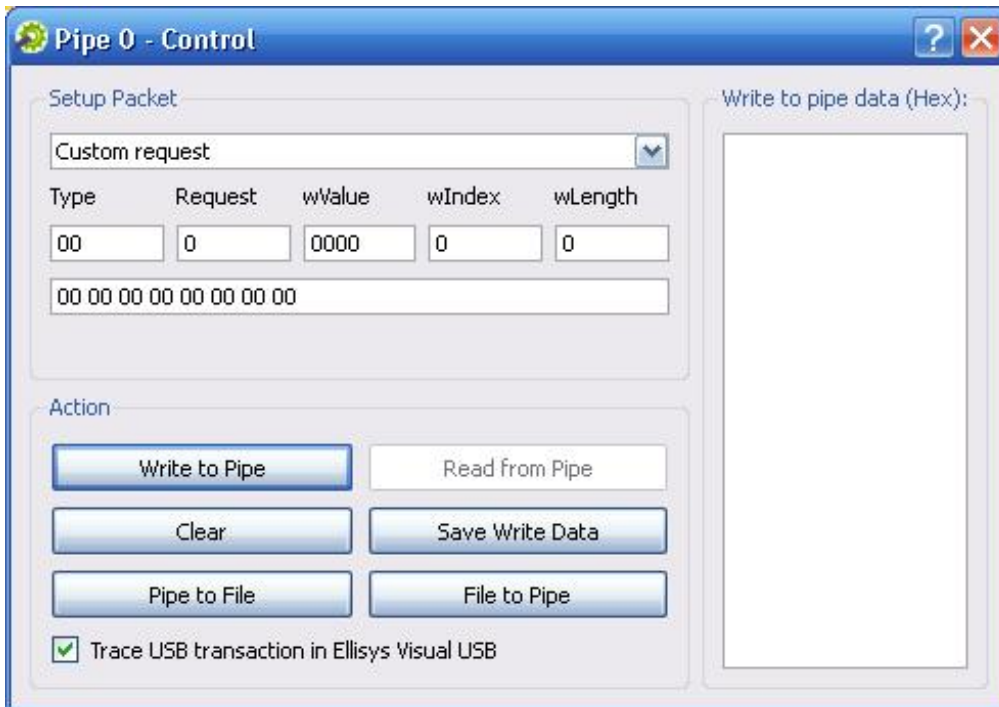 Pipe 0 - Control
Setup Packet
Custom request
Type Request wValue wIndex wLength
00 0 0000 0 0
00 00 00 00 00 00 00 00
Action
Write to Pipe Read from Pipe
Clear Save Write Data
Pipe to File File to Pipe
Trace USB transaction in Ellisys Visual USB
Write to pipe data (Hex):